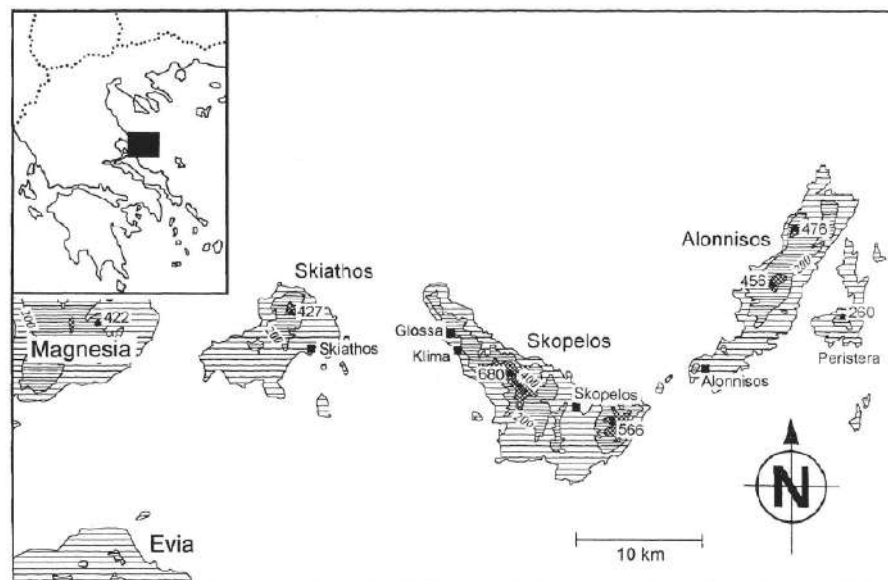 Alonnisos
476
200
456
260
Peristera
Alonnisos
Skiathos
427
200
Skiathos
200
422
Magnesia
Glossa
Klima
Skopelos
680
400
Skopelos
200
566
N
10 km
Evia